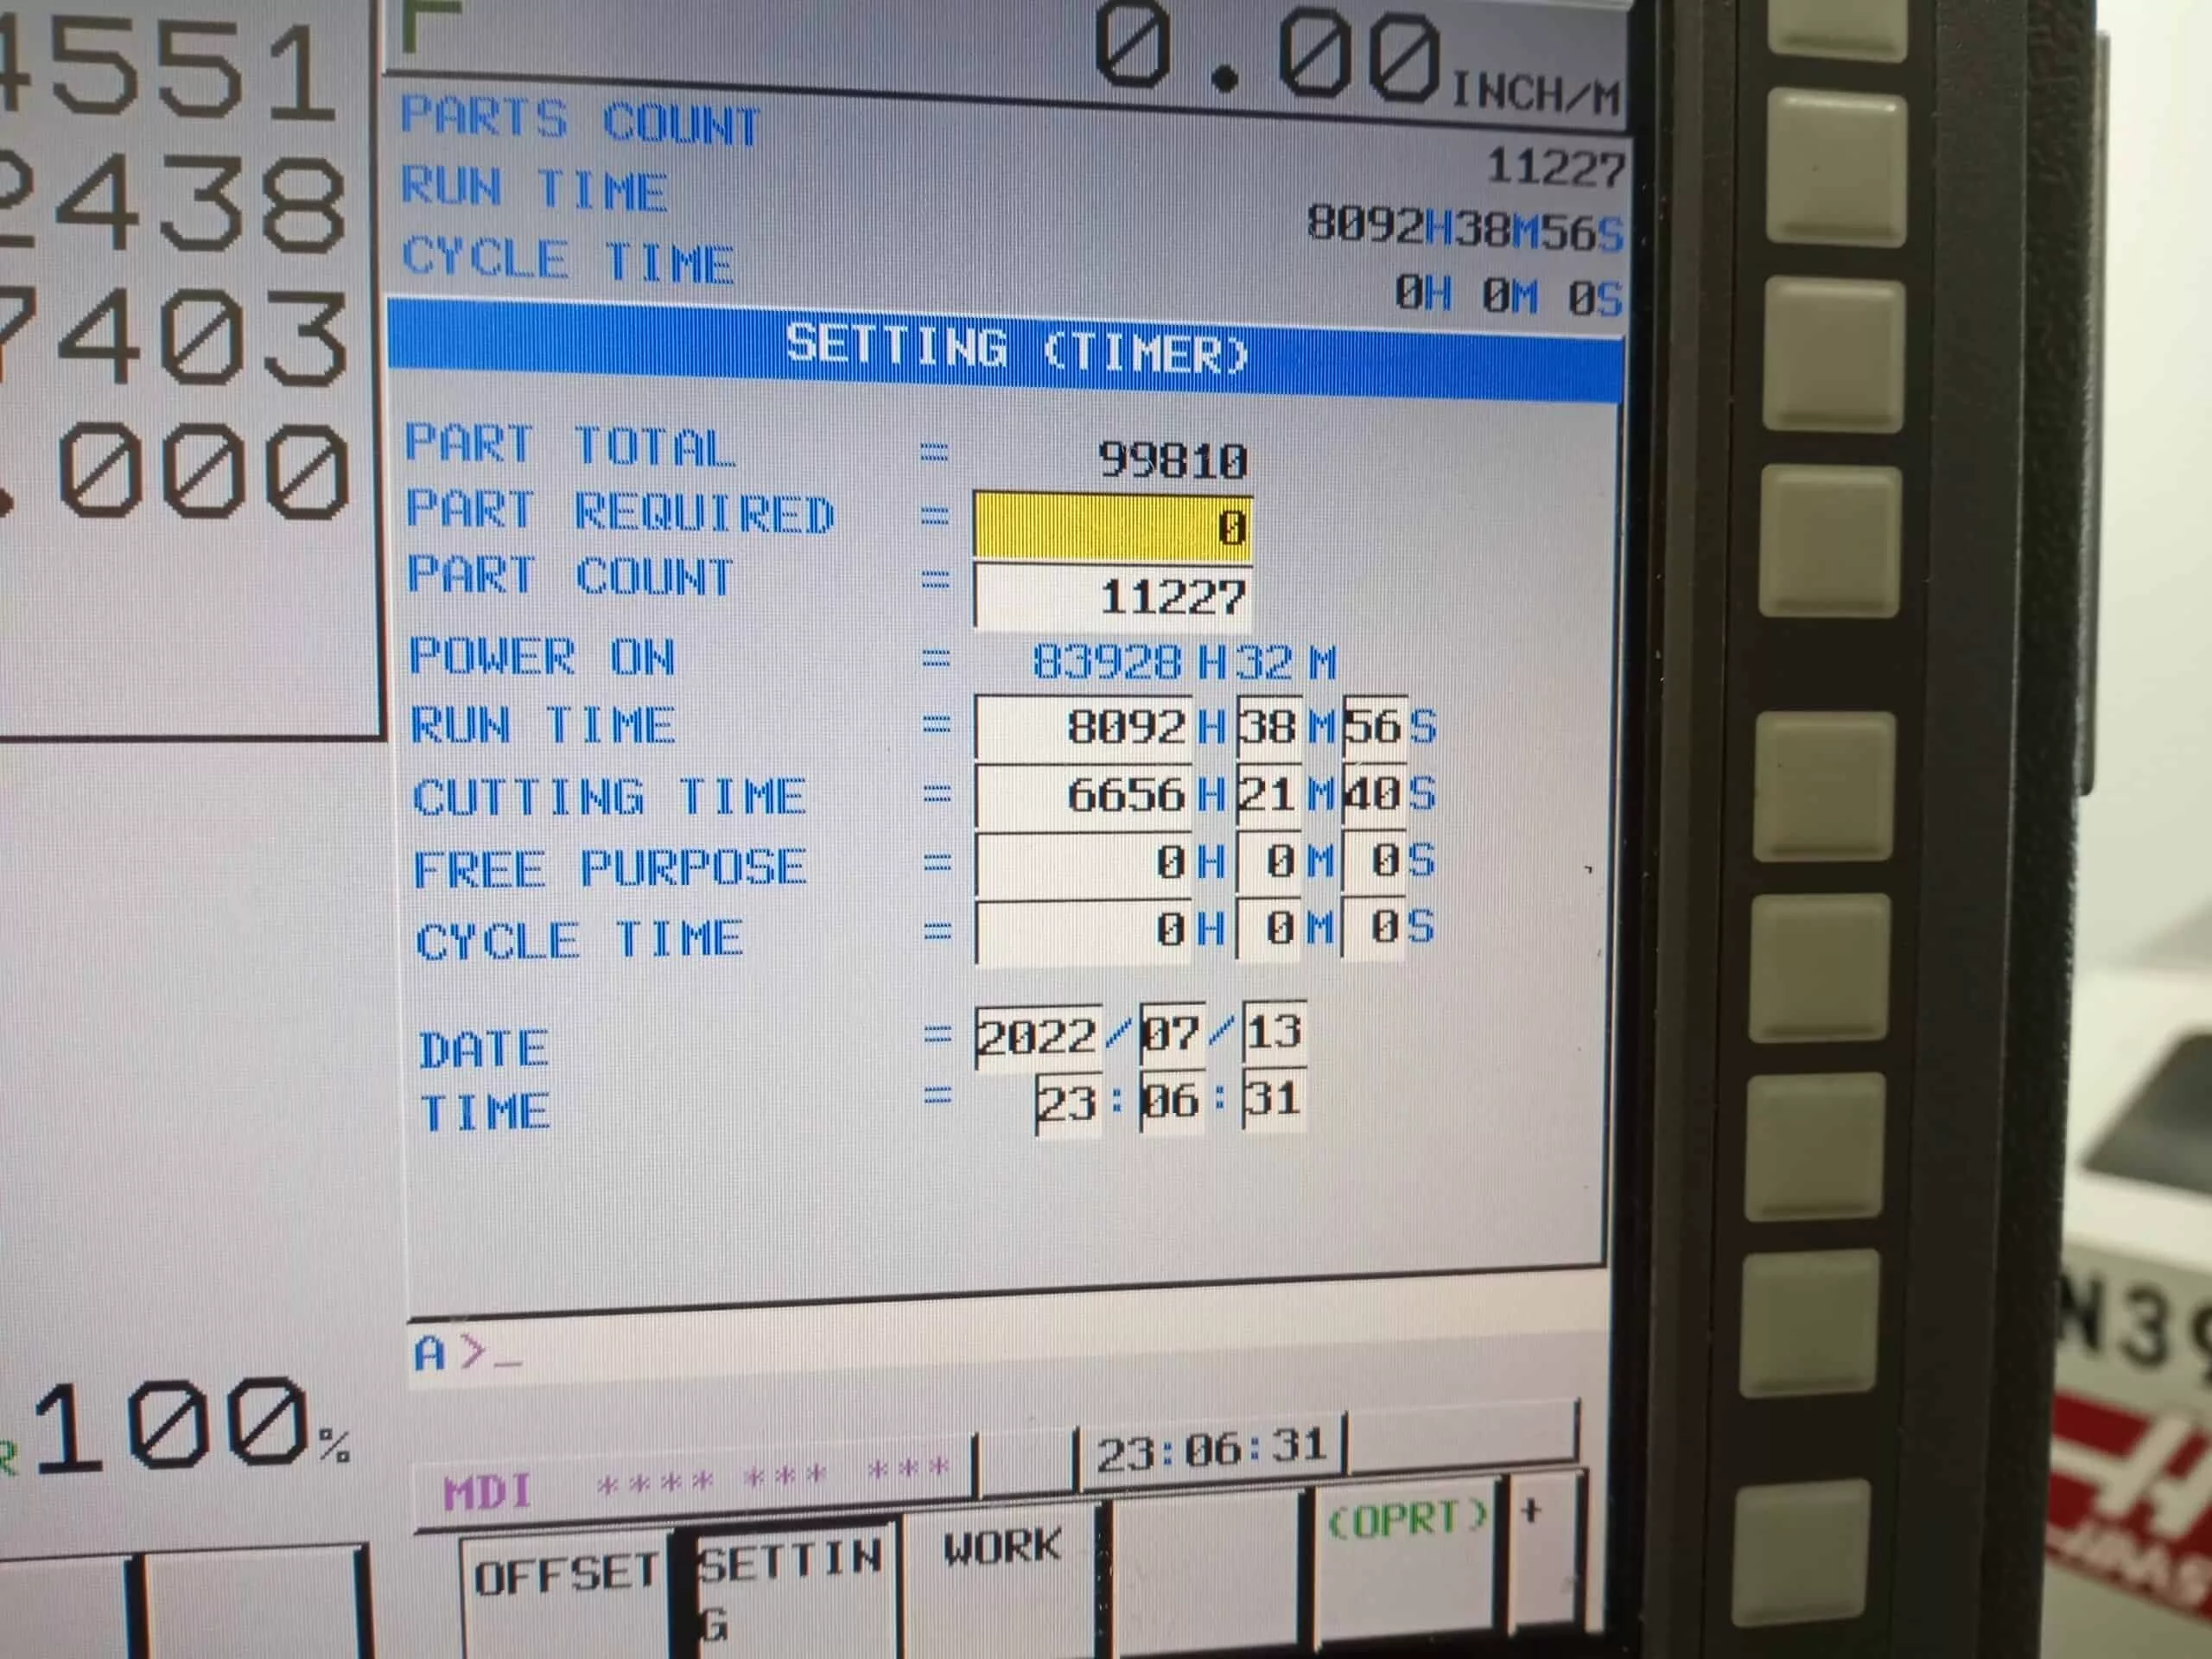 4551
2438
7403
.000
100%
F
0.00 INCH/M
PARTS COUNT 11227
RUN TIME 8092H38M56S
CYCLE TIME 0H 0M 0S
SETTING (TIMER)
PART TOTAL = 99810
PART REQUIRED = 0
PART COUNT = 11227
POWER ON = 83928 H 32 M
RUN TIME = 8092 H 38 M 56 S
CUTTING TIME = 6656 H 21 M 40 S
FREE PURPOSE = 0 H 0 M 0 S
CYCLE TIME = 0 H 0 M 0 S
DATE = 2022/07/13
TIME = 23:06:31
A>_
MDI **** *** ***
23:06:31
OFFSET
SETTIN
G
WORK
(OPRT)
+